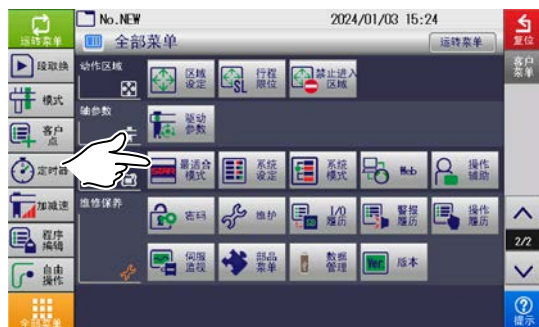 No.NEW
2024/01/03 15:24
运转菜单
全部菜单
运转菜单
复位
客户菜单
段取换
模式
客户点
定时器
加减速
程序编辑
自由操作
全部菜单
动作区域
区域设定
SL
行程限位
禁止进入区域
轴参数
驱动参数
STAR
最适合模式
系统设定
系统模式
Web
操作辅助
维修保养
密码
维护
I/O履历
警报履历
操作履历
伺服监视
部品菜单
数据管理
Ver.
版本
2/2
提示